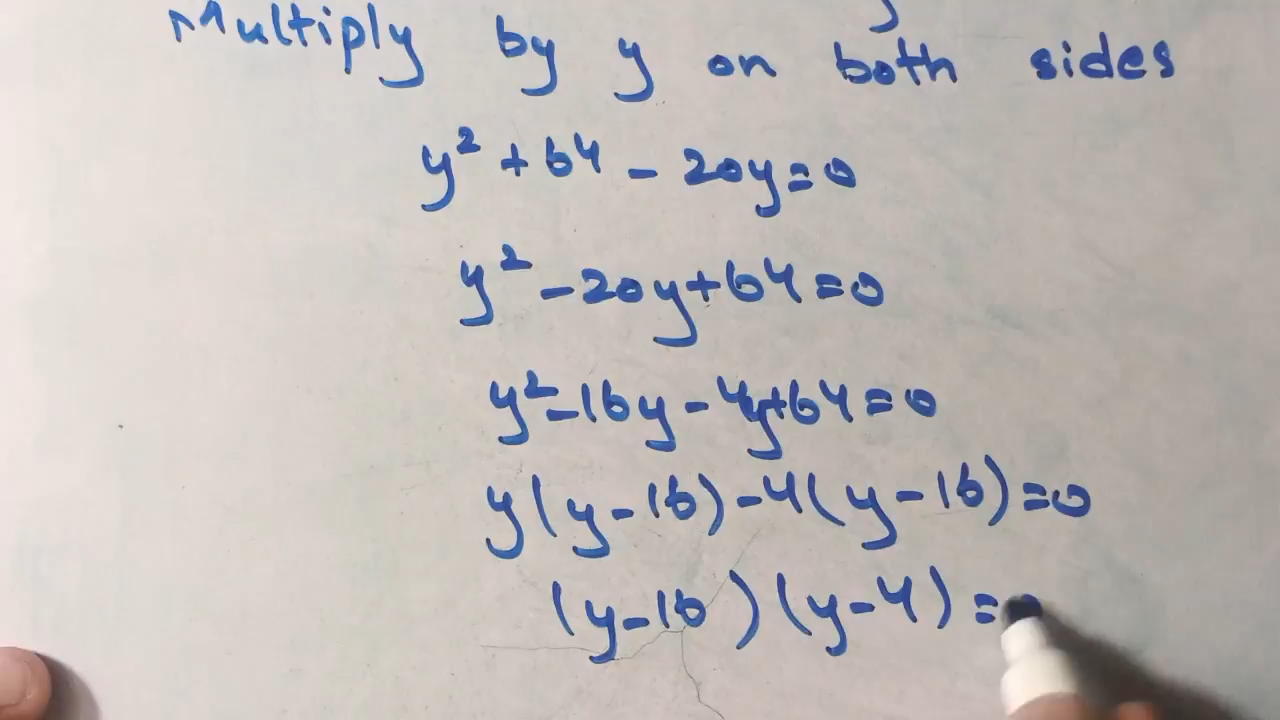 Multiply by y on both sides
y² + 64 - 20y = 0
y² - 20y + 64 = 0
y² - 16y - 4y + 64 = 0
y(y - 16) - 4(y - 16) = 0
(y - 16)(y - 4) = 0